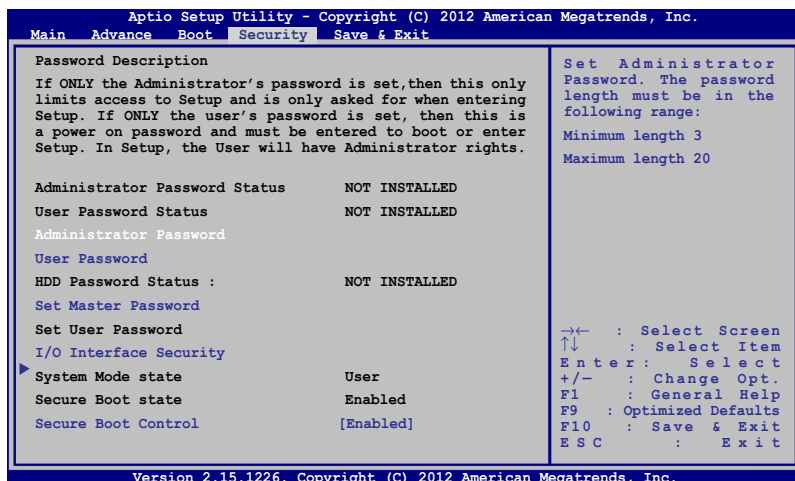 Aptio Setup Utility - Copyright (C) 2012 American Megatrends, Inc.
Main Advance Boot Security Save & Exit
Password Description
If ONLY the Administrator's password is set,then this only
limits access to Setup and is only asked for when entering
Setup. If ONLY the user's password is set, then this is
a power on password and must be entered to boot or enter
Setup. In Setup, the User will have Administrator rights.
Administrator Password Status NOT INSTALLED
User Password Status NOT INSTALLED
Administrator Password
User Password
HDD Password Status : NOT INSTALLED
Set Master Password
Set User Password
I/O Interface Security
System Mode state User
Secure Boot state Enabled
Secure Boot Control [Enabled]
Set Administrator
Password. The password
length must be in the
following range:
Minimum length 3
Maximum length 20
→← : Select Screen
↑↓ : Select Item
Enter: Select
+/— : Change Opt.
F1 : General Help
F9 : Optimized Defaults
F10 : Save & Exit
ESC : Exit
Version 2.15.1226. Copyright (C) 2012 American Megatrends, Inc.